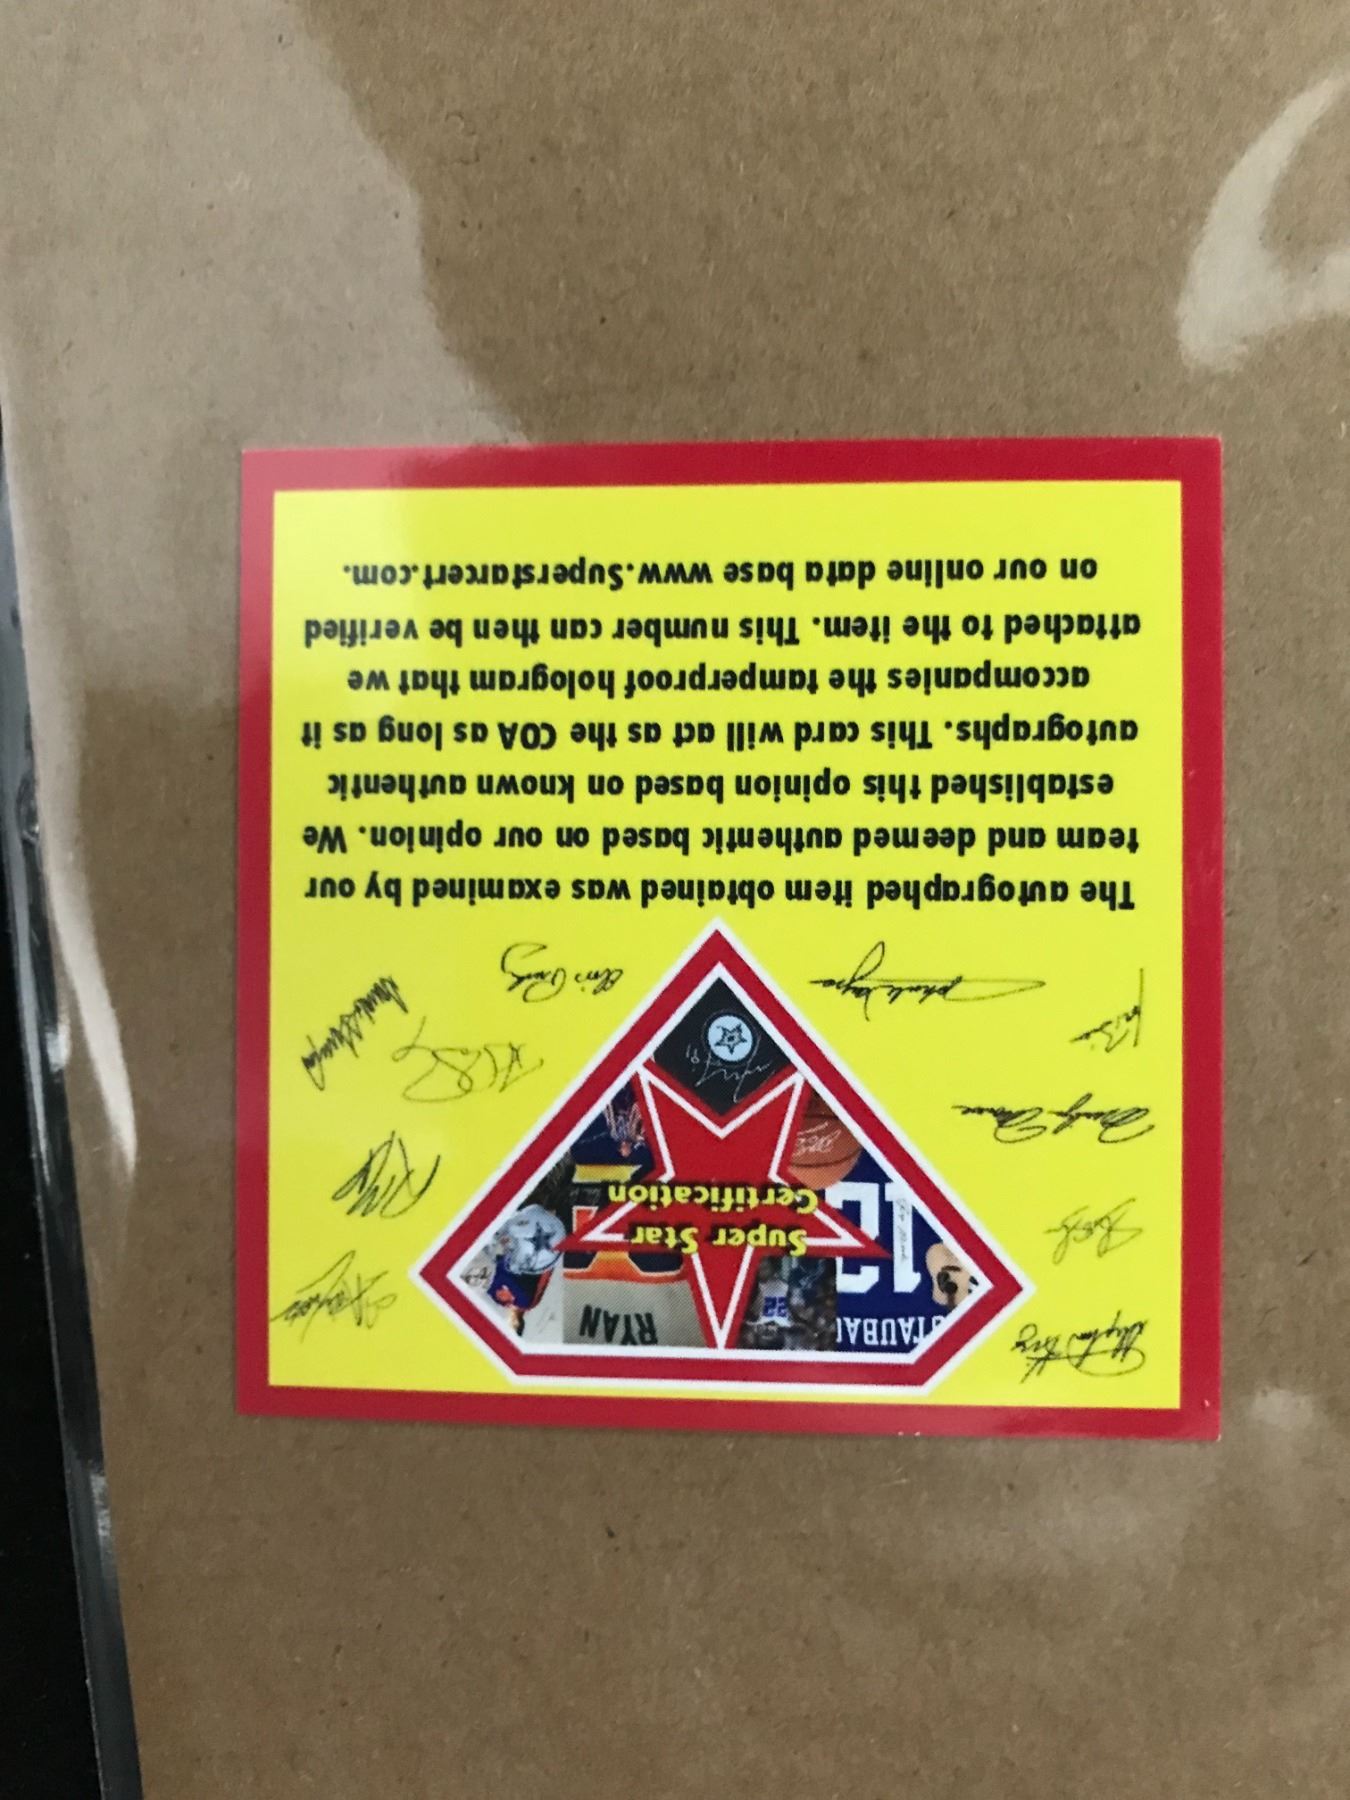 Super Star
Certification
STAUBA
12
RYAN
22
The autographed item obtained was examined by our
team and deemed authentic based on our opinion. We
established this opinion based on known authentic
autographs. This card will act as the COA as long as it
accompanies the tamperproof hologram that we
attached to the item. This number can then be verified
on our online data base www.Superstarcert.com.